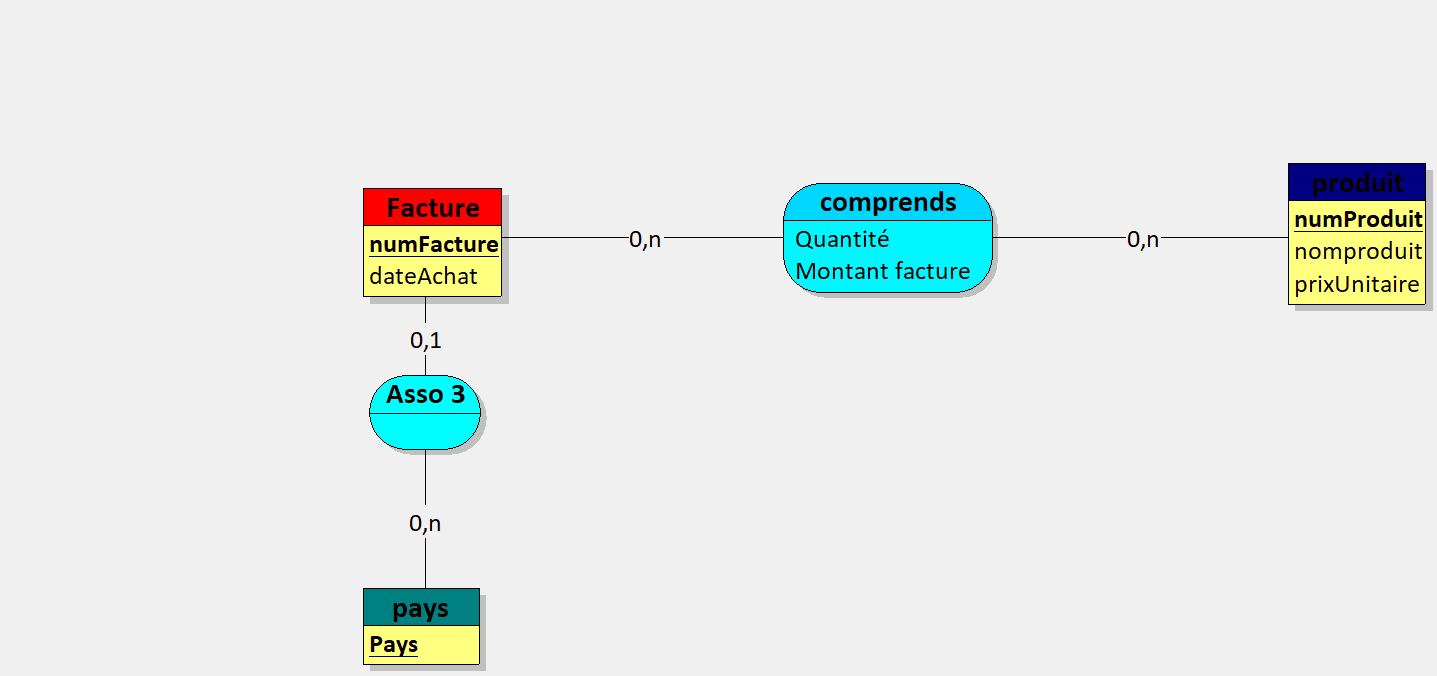 Facture
numFacture
dateAchat
0,n
comprends
Quantité
Montant facture
0,n
produit
numProduit
nomproduit
prixUnitaire
0,1
Asso 3
0,n
pays
Pays